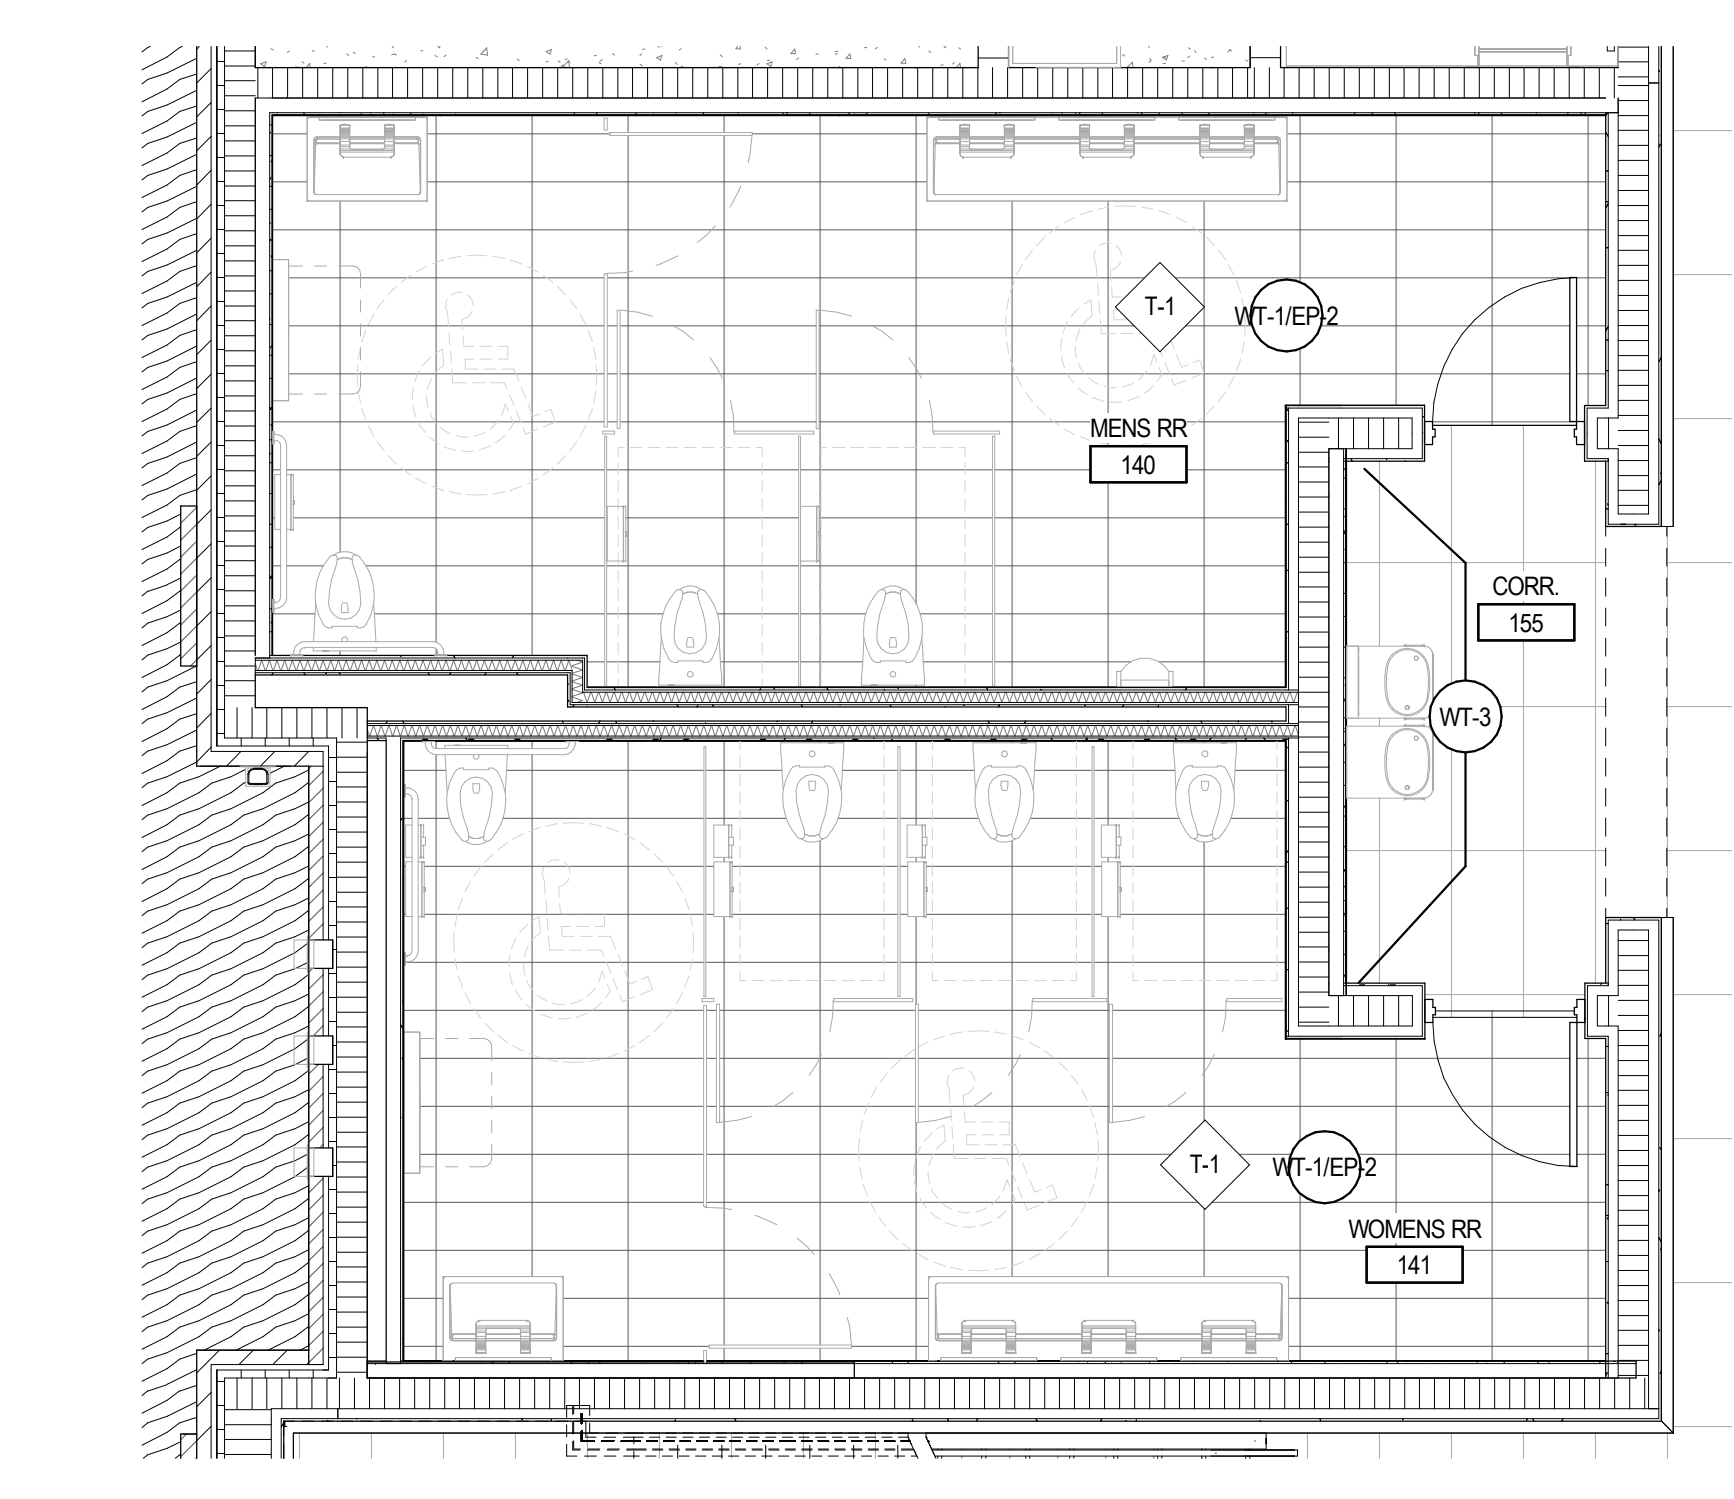 T-1
WT-1/EP-2
MENS RR
140
CORR.
155
WT-3
T-1
WT-1/EP-2
WOMENS RR
141